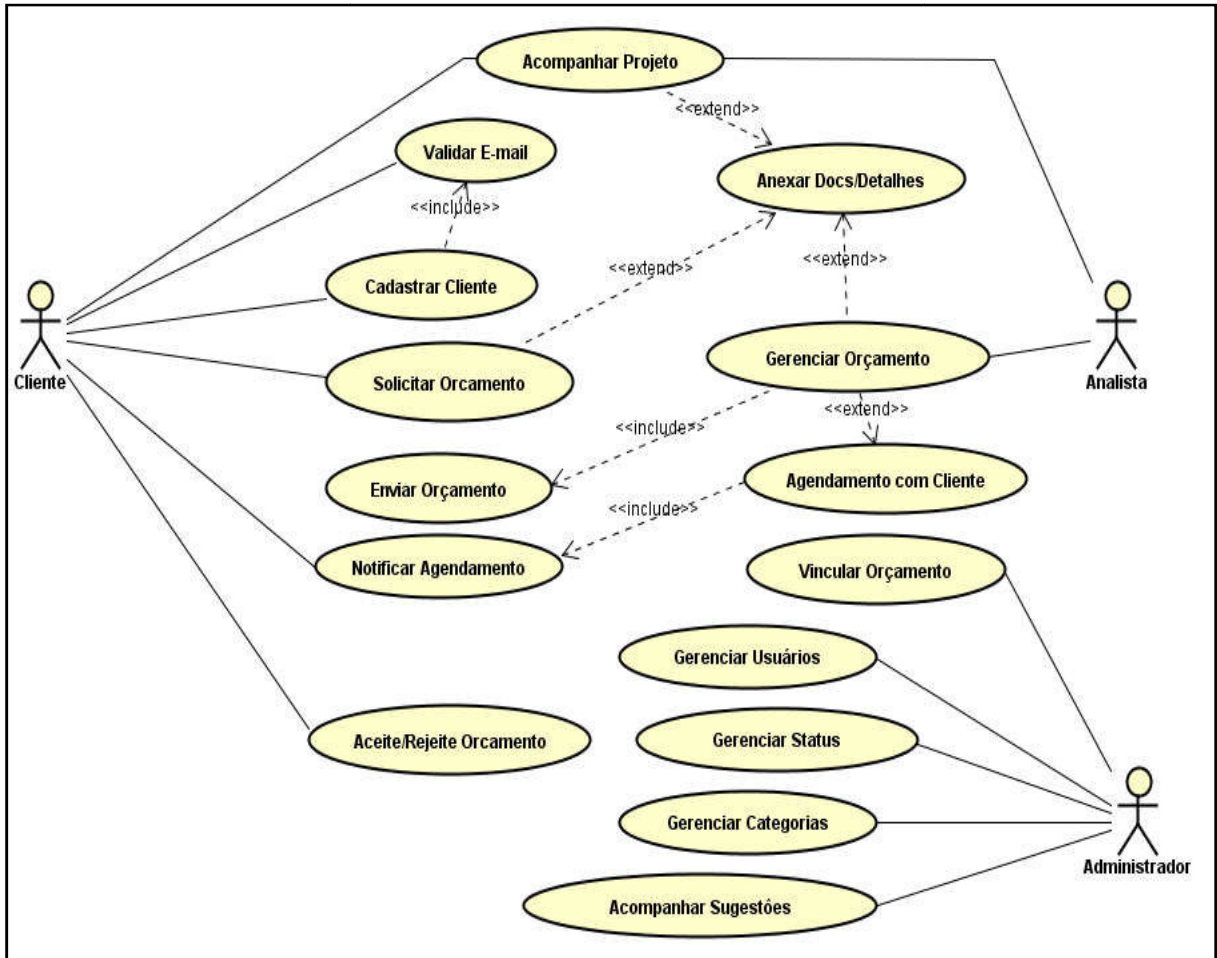 Acompanhar Projeto
<<extend>>
Validar E-mail
Anexar Docs/Detalhes
<<include>>
Cadastrar Cliente
<<extend>>
<<extend>>
Cliente
Solicitar Orcamento
Gerenciar Orçamento
Analista
<<extend>>
<<include>>
Enviar Orçamento
Agendamento com Cliente
<<include>>
Notificar Agendamento
Vincular Orçamento
Gerenciar Usuários
Aceite/Rejeite Orcamento
Gerenciar Status
Gerenciar Categorias
Administrador
Acompanhar Sugestões